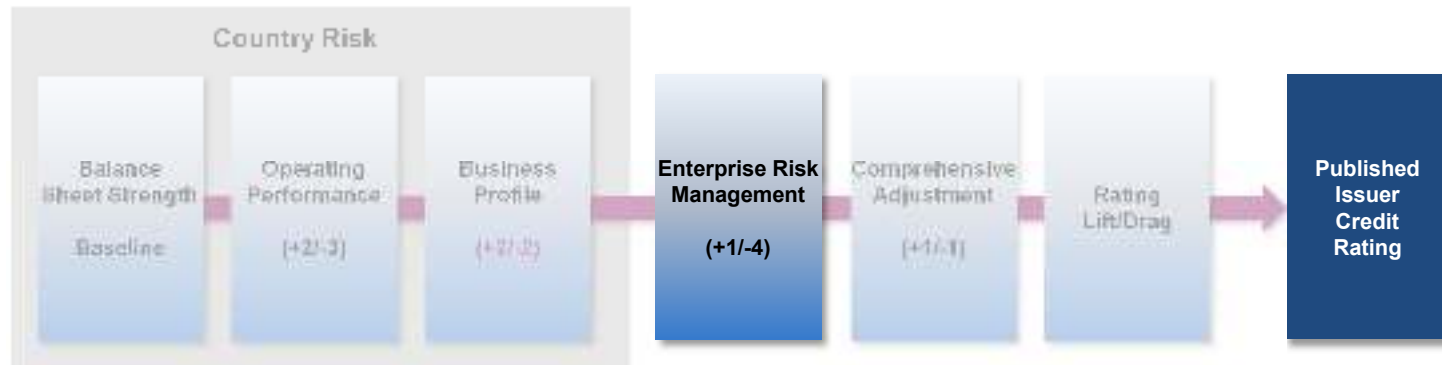 Country Risk
Balance
Sheet Strength
Baseline
Operating
Performance
(+2/-3)
Business
Profile
(+2/-2)
Enterprise Risk
Management
(+1/-4)
Comprehensive
Adjustment
(+1/-1)
Rating
Lift/Drag
Published
Issuer
Credit
Rating